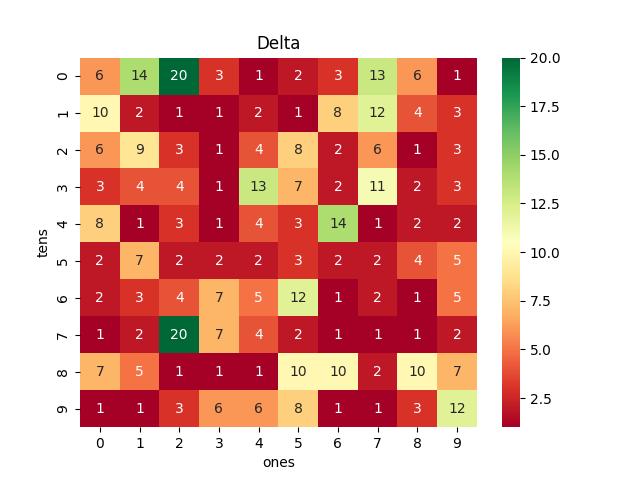 Delta
0 6 14 20 3 1 2 3 13 6 1
1 10 2 1 1 2 1 8 12 4 3
2 6 9 3 1 4 8 2 6 1 3
3 3 4 4 1 13 7 2 11 2 3
4 8 1 3 1 4 3 14 1 2 2
5 2 7 2 2 2 3 2 2 4 5
6 2 3 4 7 5 12 1 2 1 5
7 1 2 20 7 4 2 1 1 1 2
8 7 5 1 1 1 10 10 2 10 7
9 1 1 3 6 6 8 1 1 3 12
0 1 2 3 4 5 6 7 8 9
ones
tens
20.0
17.5
15.0
12.5
10.0
7.5
5.0
2.5